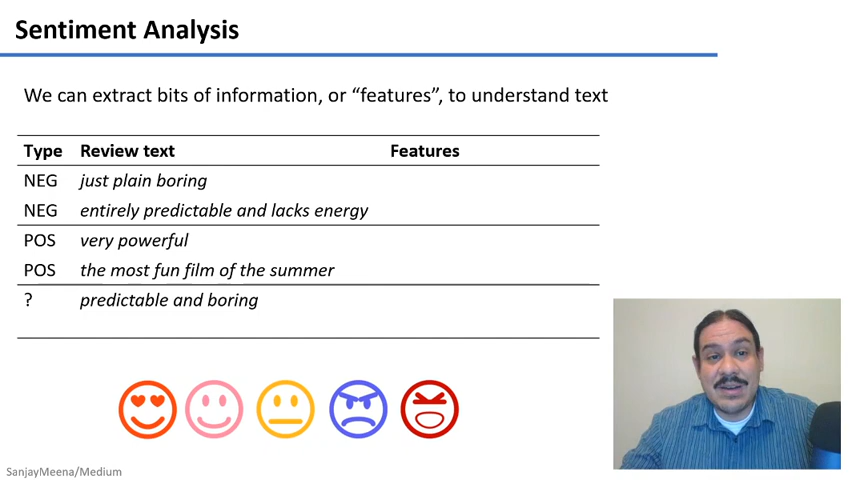 Sentiment Analysis
We can extract bits of information, or “features”, to understand text
Type Review text Features
NEG just plain boring
NEG entirely predictable and lacks energy
POS very powerful
POS the most fun film of the summer
? predictable and boring
SanjayMeena/Medium